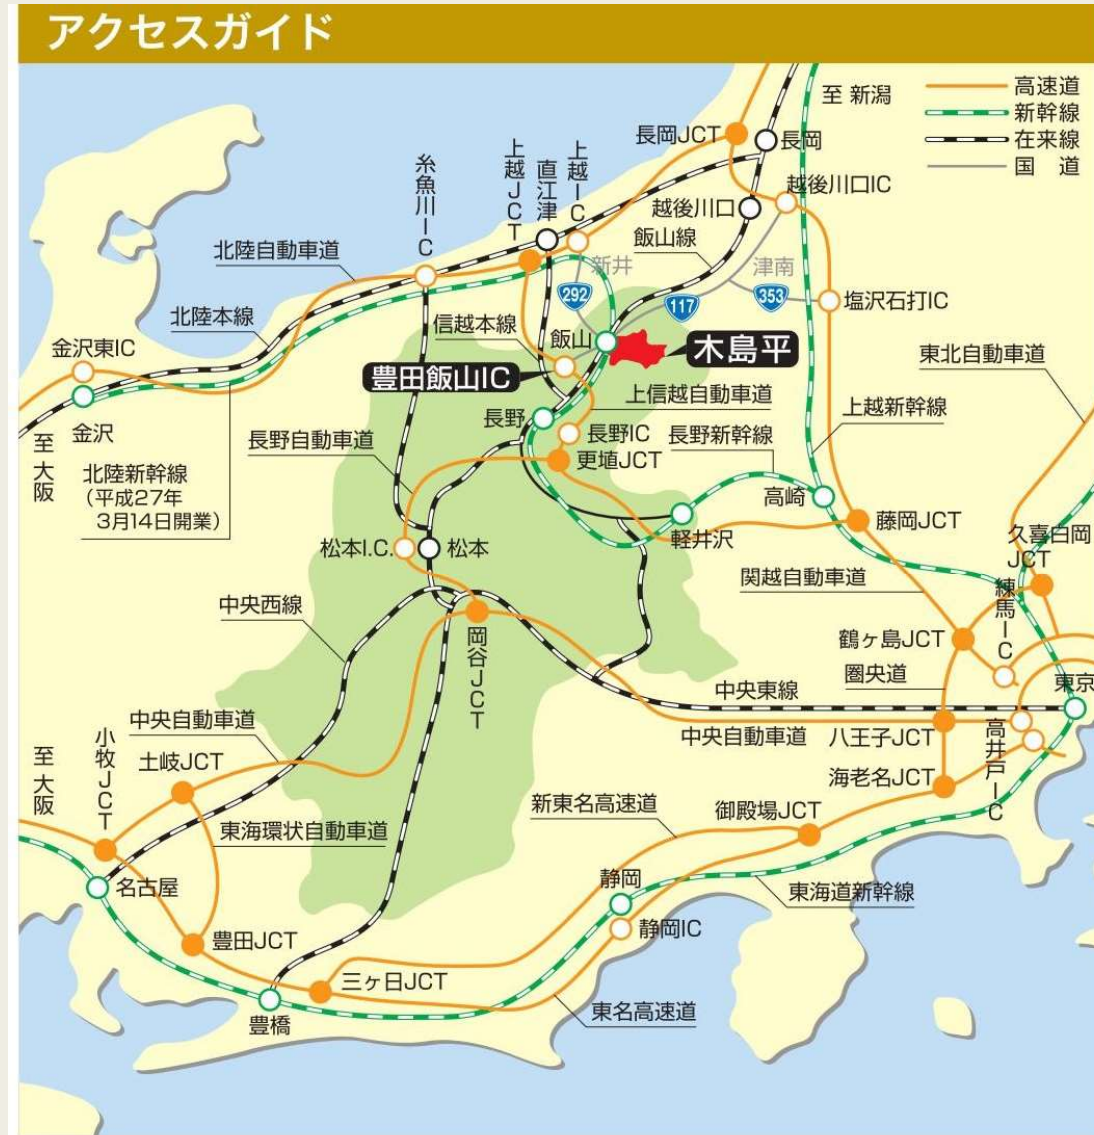 アクセスガイド
至 新潟
高速道
新幹線
在来線
国 道
長岡JCT
長岡
上越IC
直江津
上越JCT
糸魚川IC
越後川口IC
越後川口
飯山線
北陸自動車道
新井
津南
292
117
353
塩沢石打IC
北陸本線
信越本線
飯山
木島平
金沢東IC
豊田飯山IC
東北自動車道
上信越自動車道
上越新幹線
金沢
長野
長野IC
長野新幹線
長野自動車道
更埴JCT
至 大阪
北陸新幹線
(平成27年
3月14日開業)
高崎
藤岡JCT
軽井沢
久喜白岡
JCT
松本I.C.
松本
関越自動車道
練馬IC
中央西線
岡谷JCT
鶴ヶ島JCT
圏央道
中央東線
東京
中央自動車道
中央自動車道
八王子JCT
高井戸IC
小牧JCT
至 大阪
土岐JCT
海老名JCT
新東名高速道
御殿場JCT
東海環状自動車道
名古屋
静岡
東海道新幹線
静岡IC
豊田JCT
三ヶ日JCT
東名高速道
豊橋